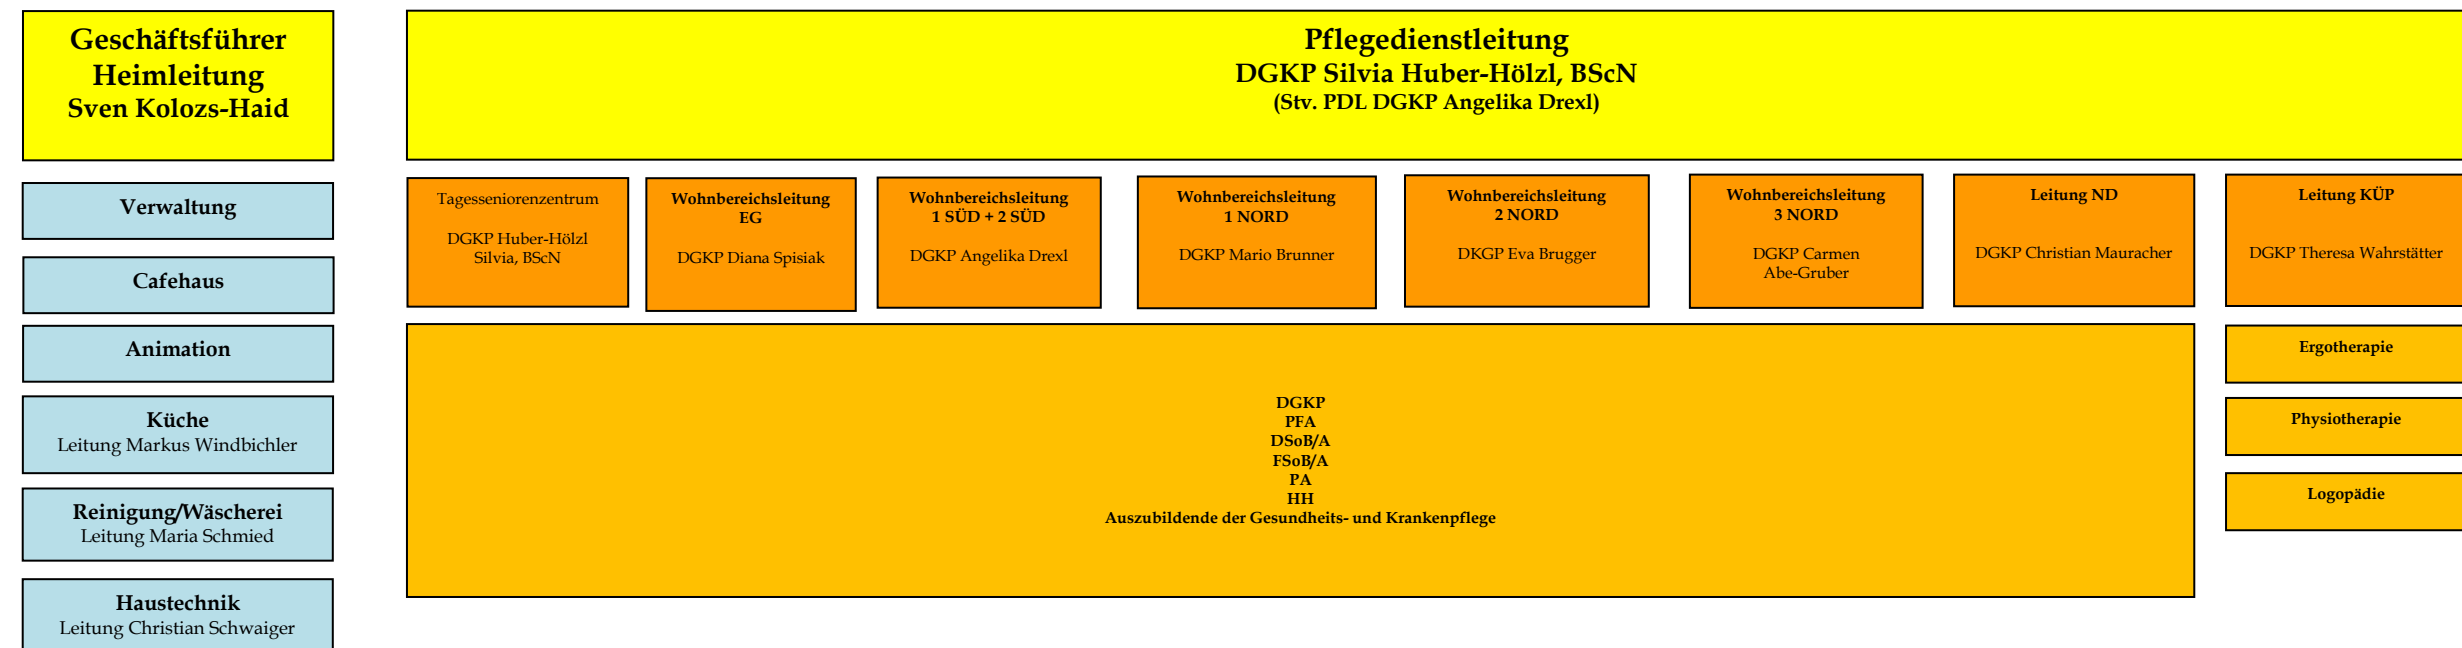 Geschäftsführer
Heimleitung
Sven Kolozs-Haid
Verwaltung
Cafehaus
Animation
Küche
Leitung Markus Windbichler
Reinigung/Wäscherei
Leitung Maria Schmied
Haustechnik
Leitung Christian Schwaiger
Pflegedienstleitung
DGKP Silvia Huber-Hölzl, BScN
(Stv. PDL DGKP Angelika Drexl)
Tagesseniorenzentrum
DGKP Huber-Hölzl
Silvia, BScN
Wohnbereichsleitung
EG
DGKP Diana Spisiak
Wohnbereichsleitung
1 SÜD + 2 SÜD
DGKP Angelika Drexl
Wohnbereichsleitung
1 NORD
DGKP Mario Brunner
Wohnbereichsleitung
2 NORD
DKGP Eva Brugger
Wohnbereichsleitung
3 NORD
DGKP Carmen
Abe-Gruber
Leitung ND
DGKP Christian Mauracher
Leitung KÜP
DGKP Theresa Wahrstätter
DGKP
PFA
DSoB/A
FSoB/A
PA
HH
Auszubildende der Gesundheits- und Krankenpflege
Ergotherapie
Physiotherapie
Logopädie